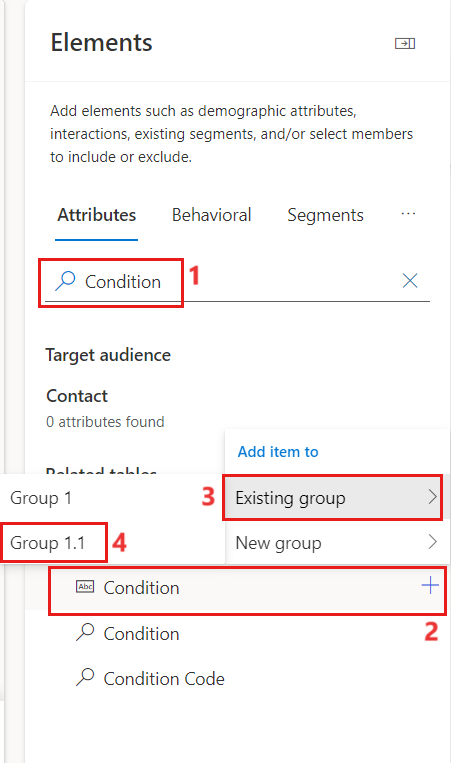 Elements
Add elements such as demographic attributes,
interactions, existing segments, and/or select members
to include or exclude.
Attributes Behavioral Segments ...
Condition 1
Target audience
Contact
0 attributes found
Add item to
Related tables
Group 1 3 Existing group
Group 1.1 4 New group
Abc Condition
2
Condition
Condition Code